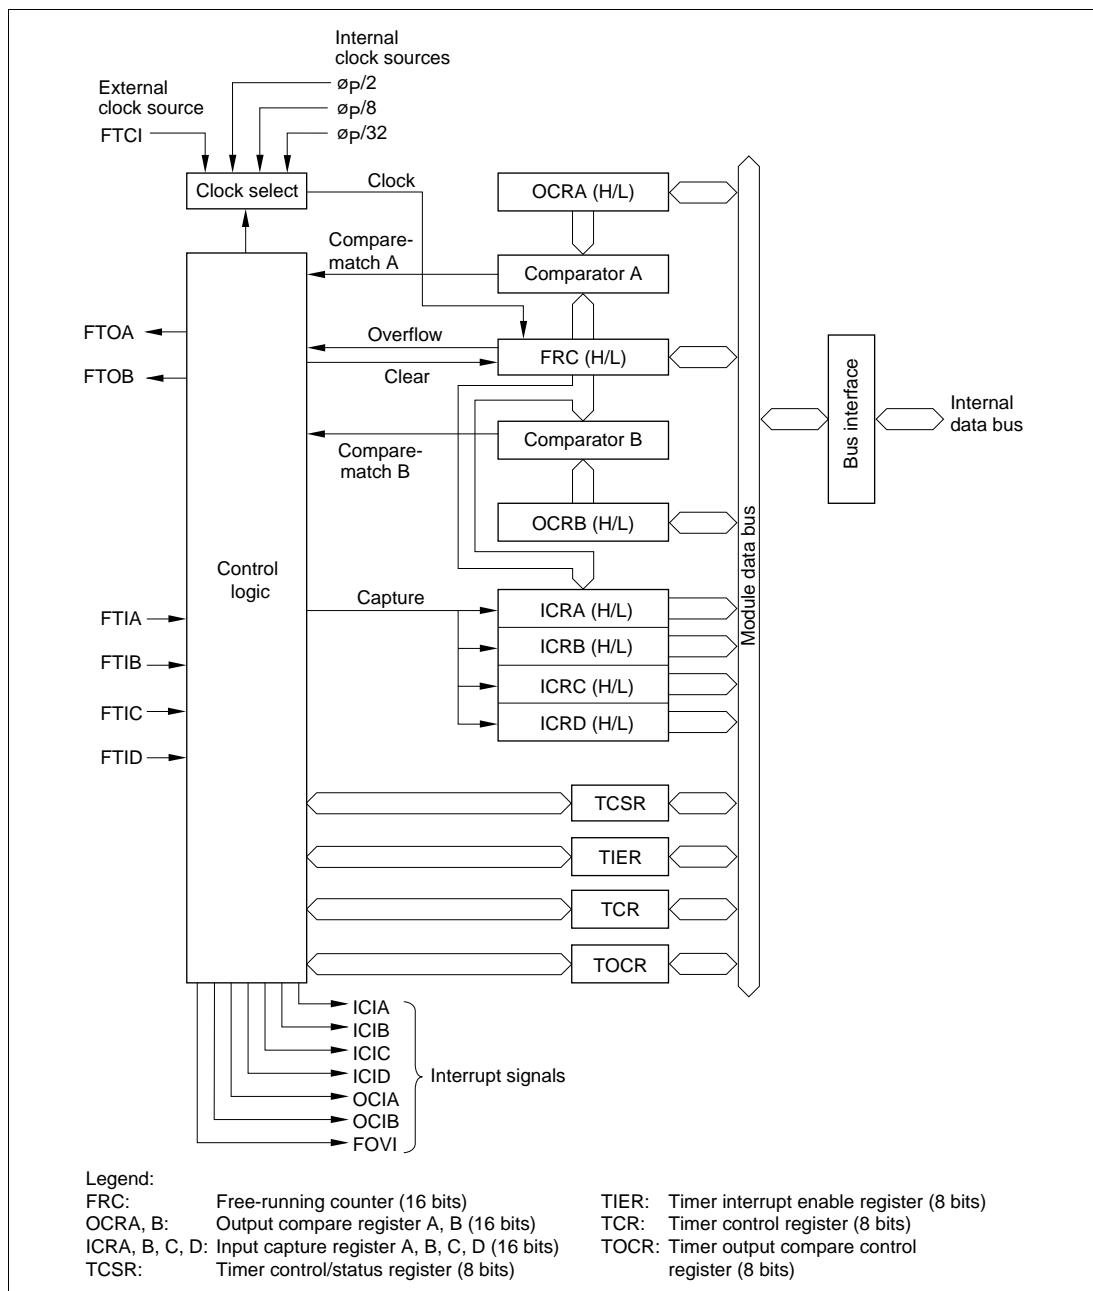 Internal
clock sources
External
clock source
øP/2
øP/8
FTCI
øP/32
Clock select
Clock
OCRA (H/L)
Compare-
match A
Comparator A
FTOA
Overflow
FRC (H/L)
FTOB
Clear
Bus interface
Internal
data bus
Compare-
match B
Comparator B
OCRB (H/L)
Module data bus
Control
logic
Capture
ICRA (H/L)
FTIA
ICRB (H/L)
FTIB
ICRC (H/L)
FTIC
ICRD (H/L)
FTID
TCSR
TIER
TCR
TOCR
ICIA
ICIB
ICIC
ICID
Interrupt signals
OCIA
OCIB
FOVI
Legend:
FRC: Free-running counter (16 bits)
OCRA, B: Output compare register A, B (16 bits)
ICRA, B, C, D: Input capture register A, B, C, D (16 bits)
TCSR: Timer control/status register (8 bits)
TIER: Timer interrupt enable register (8 bits)
TCR: Timer control register (8 bits)
TOCR: Timer output compare control
register (8 bits)